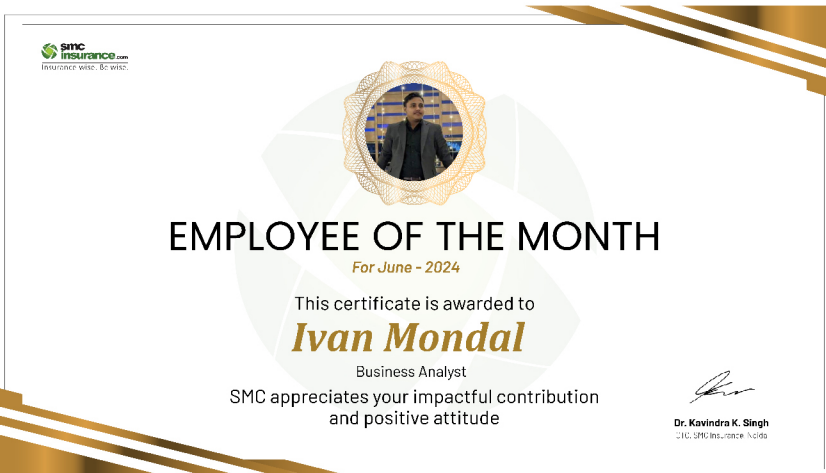 smc
insurance.com
Insurance wise. Be wise.
EMPLOYEE OF THE MONTH
For June - 2024
This certificate is awarded to
Ivan Mondal
Business Analyst
SMC appreciates your impactful contribution
and positive attitude
Dr. Kavindra K. Singh
CTO, SMC Insurance, Noida